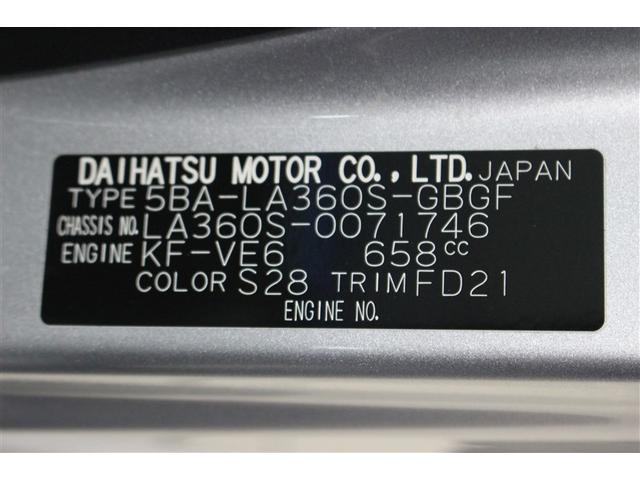 DAIHATSU MOTOR CO., LTD. JAPAN
TYPE 5BA-LA360S-GBGF
CHASSIS NO. LA360S-0071746
ENGINE KF-VE6 658cc
COLOR S28 TRIM FD21
ENGINE NO.